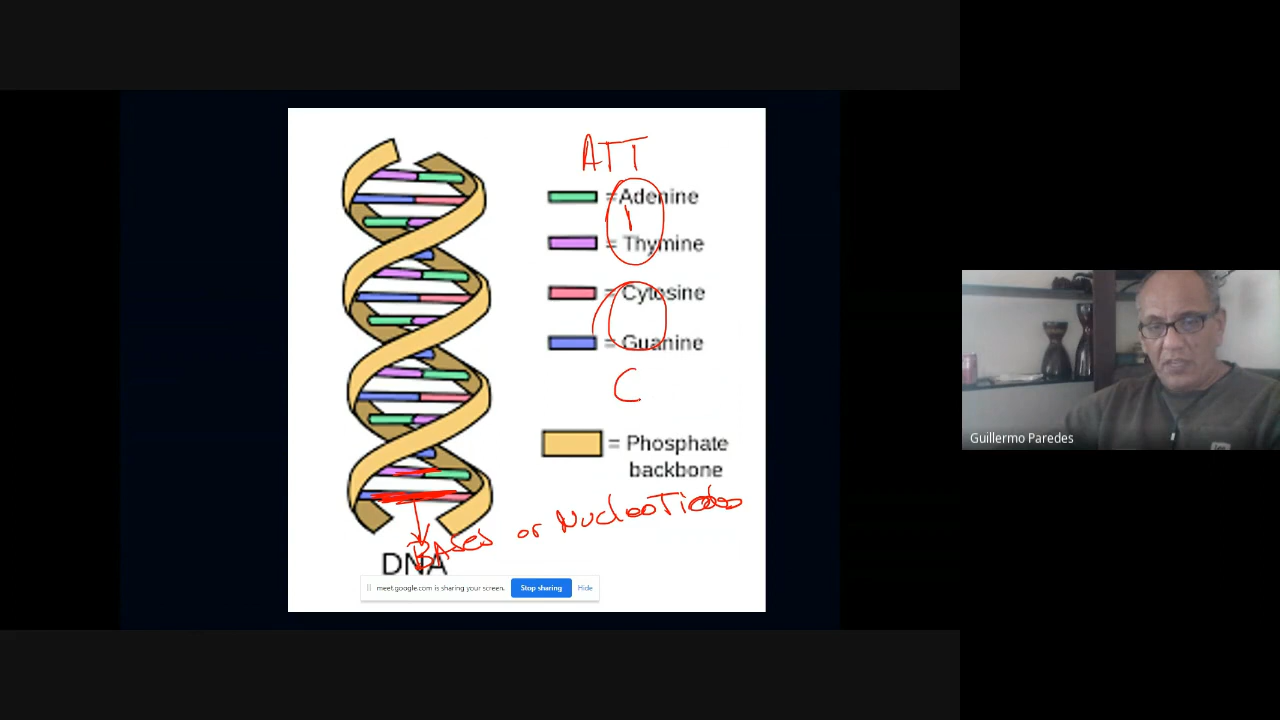 ATT
= Adenine
= Thymine
= Cytosine
= Guanine
C
= Phosphate
backbone
BASES or NucleoTides
DNA
meet.google.com is sharing your screen. Stop sharing Hide
Guillermo Paredes